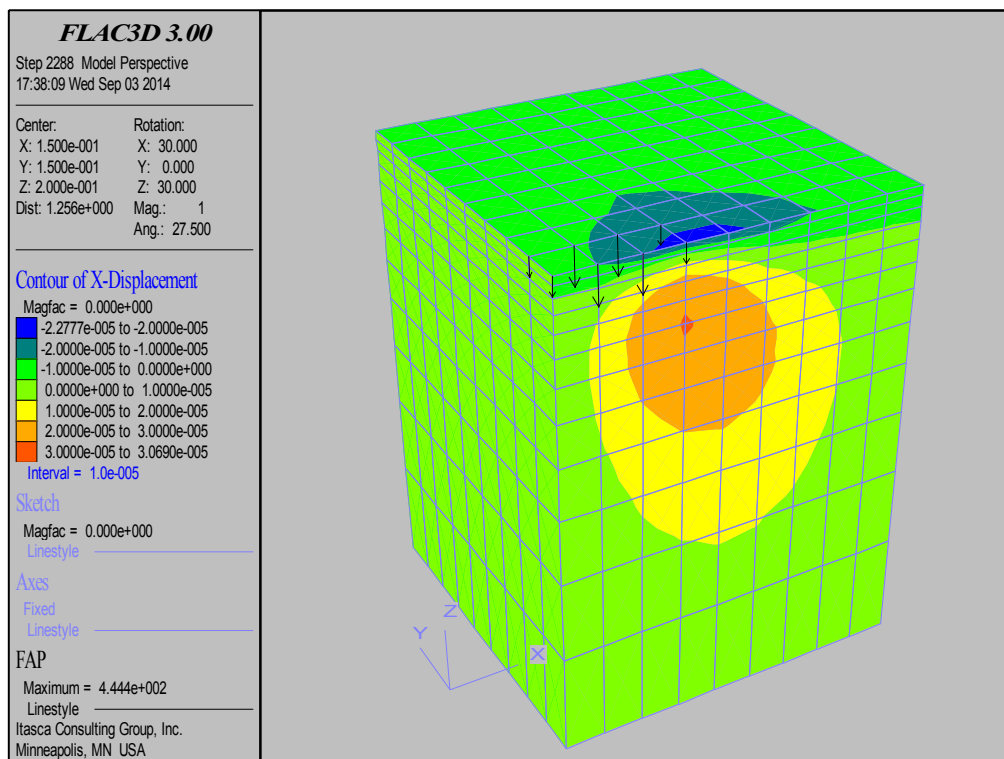 FLAC3D 3.00
Step 2288 Model Perspective
17:38:09 Wed Sep 03 2014
Center: Rotation:
X: 1.500e-001 X: 30.000
Y: 1.500e-001 Y: 0.000
Z: 2.000e-001 Z: 30.000
Dist: 1.256e+000 Mag.: 1
Ang.: 27.500
Contour of X-Displacement
Magfac = 0.000e+000
-2.2777e-005 to -2.0000e-005
-2.0000e-005 to -1.0000e-005
-1.0000e-005 to 0.0000e+000
0.0000e+000 to 1.0000e-005
1.0000e-005 to 2.0000e-005
2.0000e-005 to 3.0000e-005
3.0000e-005 to 3.0690e-005
Interval = 1.0e-005
Sketch
Magfac = 0.000e+000
Linestyle
Axes
Fixed
Linestyle
FAP
Maximum = 4.444e+002
Linestyle
Itasca Consulting Group, Inc.
Minneapolis, MN USA
Z
Y
X